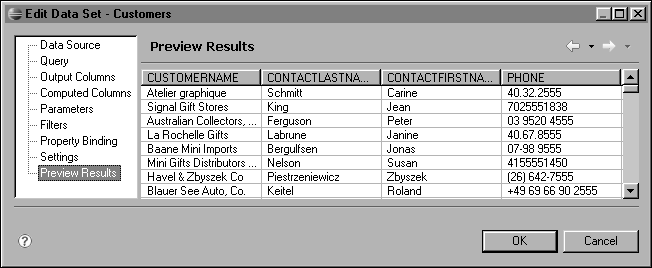 Edit Data Set - Customers
Data Source
Query
Output Columns
Computed Columns
Parameters
Filters
Property Binding
Settings
Preview Results
Preview Results
CUSTOMERNAME CONTACTLASTNA... CONTACTFIRSTNA... PHONE
Atelier graphique Schmitt Carine 40.32.2555
Signal Gift Stores King Jean 7025551838
Australian Collectors, ... Ferguson Peter 03 9520 4555
La Rochelle Gifts Labrune Janine 40.67.8555
Baane Mini Imports Bergulfsen Jonas 07-98 9555
Mini Gifts Distributors ... Nelson Susan 4155551450
Havel & Zbyszek Co Piestrzeniewicz Zbyszek (26) 642-7555
Blauer See Auto, Co. Keitel Roland +49 69 66 90 2555
?
OK Cancel